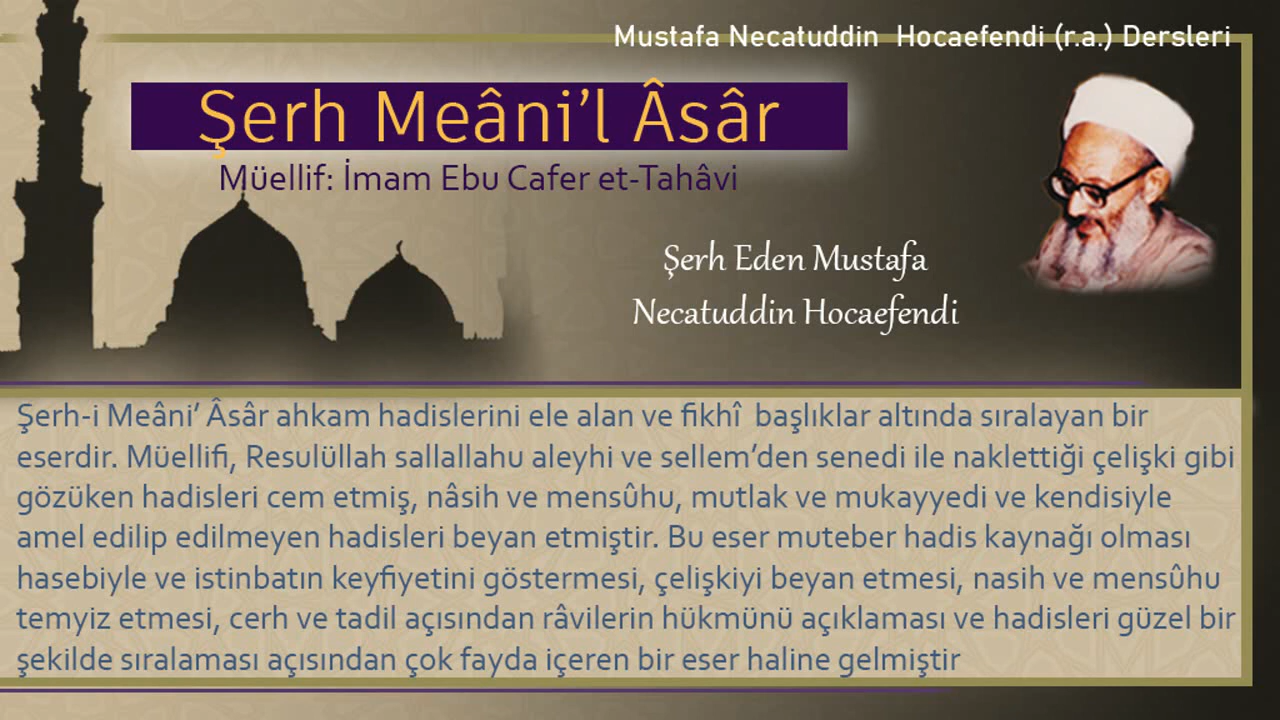 Mustafa Necatuddin Hocaefendi (r.a.) Dersleri
Şerh Meâni’l Âsâr
Müellif: İmam Ebu Cafer et-Tahâvi
Şerh Eden Mustafa
Necatuddin Hocaefendi
Şerh-i Meâni’ Âsâr ahkam hadislerini ele alan ve fikhî başlıklar altında sıralayan bir
eserdir. Müellifi, Resulüllah sallallahu aleyhi ve sellem’den senedi ile naklettiği çelişki gibi
gözüken hadisleri cem etmiş, nâsih ve mensûhu, mutlak ve mukayyedi ve kendisiyle
amel edilip edilmeyen hadisleri beyan etmiştir. Bu eser muteber hadis kaynağı olması
hasebiyle ve istinbatın keyfiyetini göstermesi, çelişkiyi beyan etmesi, nasih ve mensûhu
temyiz etmesi, cerh ve tadil açısından râvilerin hükmünü açıklaması ve hadisleri güzel bir
şekilde sıralaması açısından çok fayda içeren bir eser haline gelmiştir